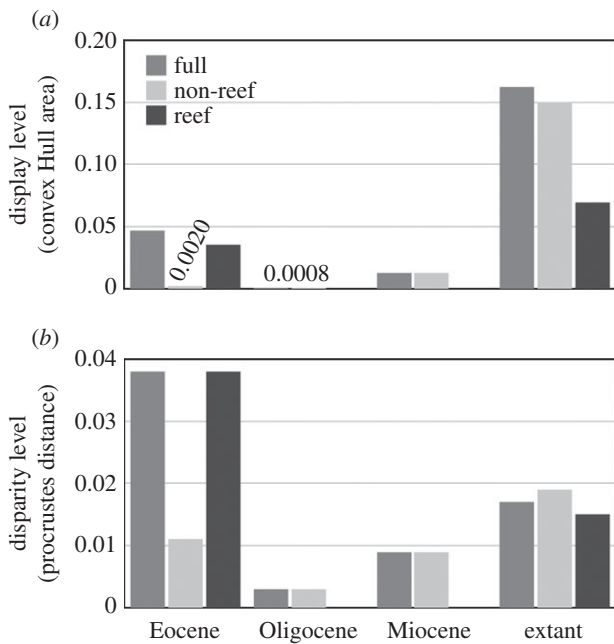 (a)
0.20
0.15
0.10
0.05
0
display level
(convex Hull area)
full
non-reef
reef
0.0020
0.0008
(b)
0.04
0.03
0.02
0.01
0
disparity level
(procrustes distance)
Eocene Oligocene Miocene extant